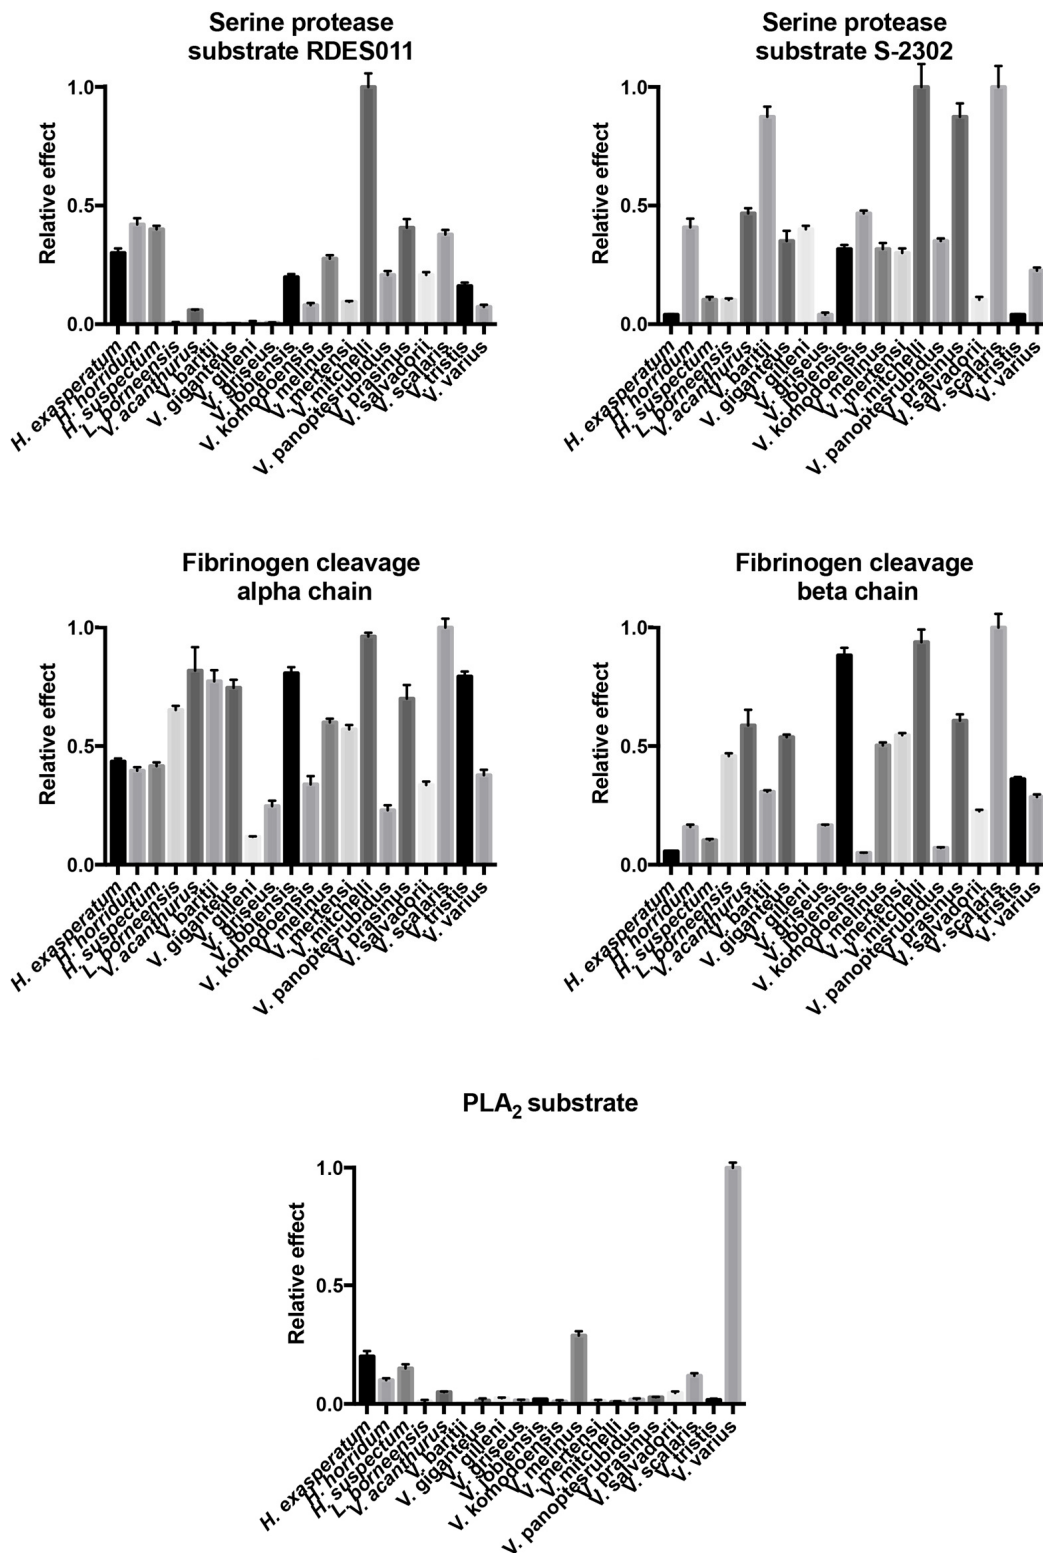 Serine protease
substrate RDES011
Relative effect
1.0
0.5
0.0
H. exasperatum
H. horridum
H. suspectum
L. borneensis
V. acanthurus
V. baritii
V. giganteus
V. gilleni
V. griseus
V. jobiensis
V. komodoensis
V. melinus
V. mertensi
V. mitchelli
V. panoptesrubidus
V. prasinus
V. salvadorii
V. scalaris
V. tristis
V. varius
Serine protease
substrate S-2302
Relative effect
1.0
0.5
0.0
H. exasperatum
H. horridum
H. suspectum
L. borneensis
V. acanthurus
V. baritii
V. giganteus
V. gilleni
V. griseus
V. jobiensis
V. komodoensis
V. melinus
V. mertensi
V. mitchelli
V. panoptesrubidus
V. prasinus
V. salvadorii
V. scalaris
V. tristis
V. varius
Fibrinogen cleavage
alpha chain
Relative effect
1.0
0.5
0.0
H. exasperatum
H. horridum
H. suspectum
L. borneensis
V. acanthurus
V. baritii
V. giganteus
V. gilleni
V. griseus
V. jobiensis
V. komodoensis
V. melinus
V. mertensi
V. mitchelli
V. panoptesrubidus
V. prasinus
V. salvadorii
V. scalaris
V. tristis
V. varius
Fibrinogen cleavage
beta chain
Relative effect
1.0
0.5
0.0
H. exasperatum
H. horridum
H. suspectum
L. borneensis
V. acanthurus
V. baritii
V. giganteus
V. gilleni
V. griseus
V. jobiensis
V. komodoensis
V. melinus
V. mertensi
V. mitchelli
V. panoptesrubidus
V. prasinus
V. salvadorii
V. scalaris
V. tristis
V. varius
PLA₂ substrate
Relative effect
1.0
0.5
0.0
H. exasperatum
H. horridum
H. suspectum
L. borneensis
V. acanthurus
V. baritii
V. giganteus
V. gilleni
V. griseus
V. jobiensis
V. komodoensis
V. melinus
V. mertensi
V. mitchelli
V. panoptesrubidus
V. prasinus
V. salvadorii
V. scalaris
V. tristis
V. varius